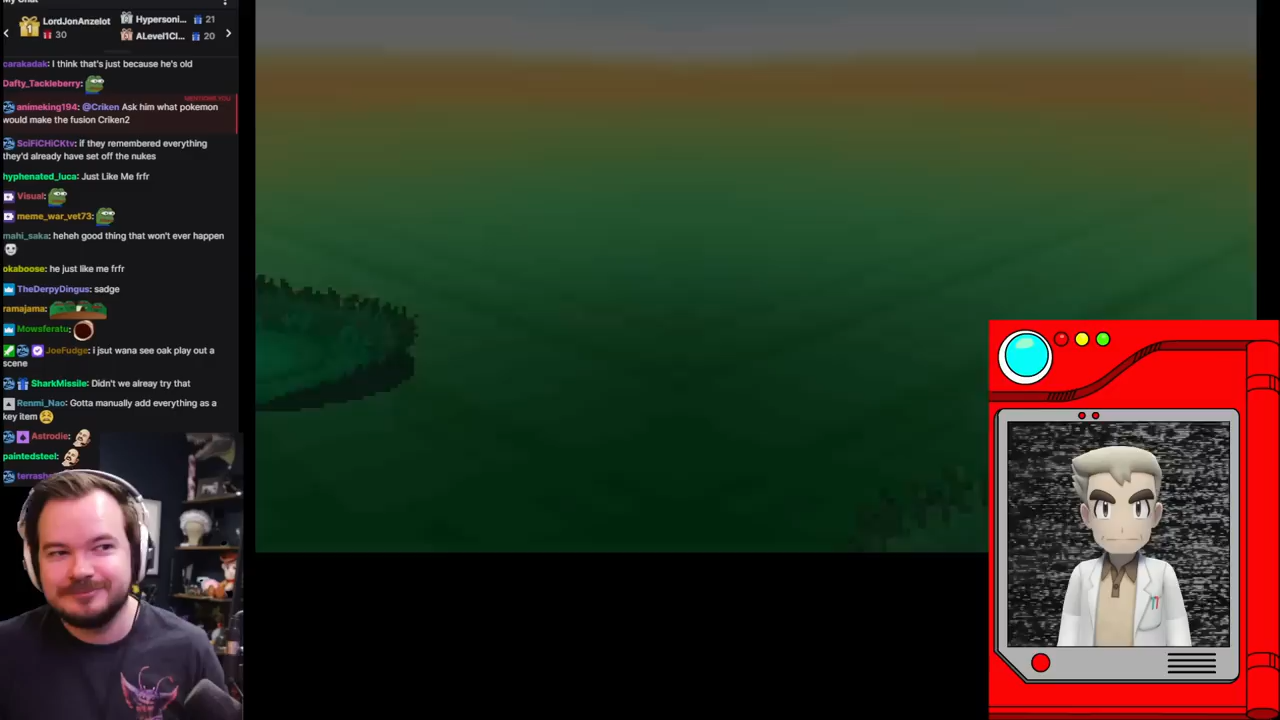 My Chat
LordJonAnzelot
30
Hypersoni... 21
ALevel1Cl... 20
carakadak: I think that's just because he's old
Dafty_Tackleberry:
MENTIONS YOU
animeking194: @Criken Ask him what pokemon
would make the fusion Criken2
SciFiCHiCKtv: if they remembered everything
they'd already have set off the nukes
hyphenated_luca: Just Like Me frfr
Visual:
meme_war_vet73:
mahi_saka: heheh good thing that won't ever happen
okaboose: he just like me frfr
TheDerpyDingus: sadge
ramajama:
Mowsferatu:
JoeFudge: i jsut wana see oak play out a
scene
SharkMissile: Didn't we alreay try that
Renmi_Nao: Gotta manually add everything as a
key item
Astrodie:
paintedsteel: